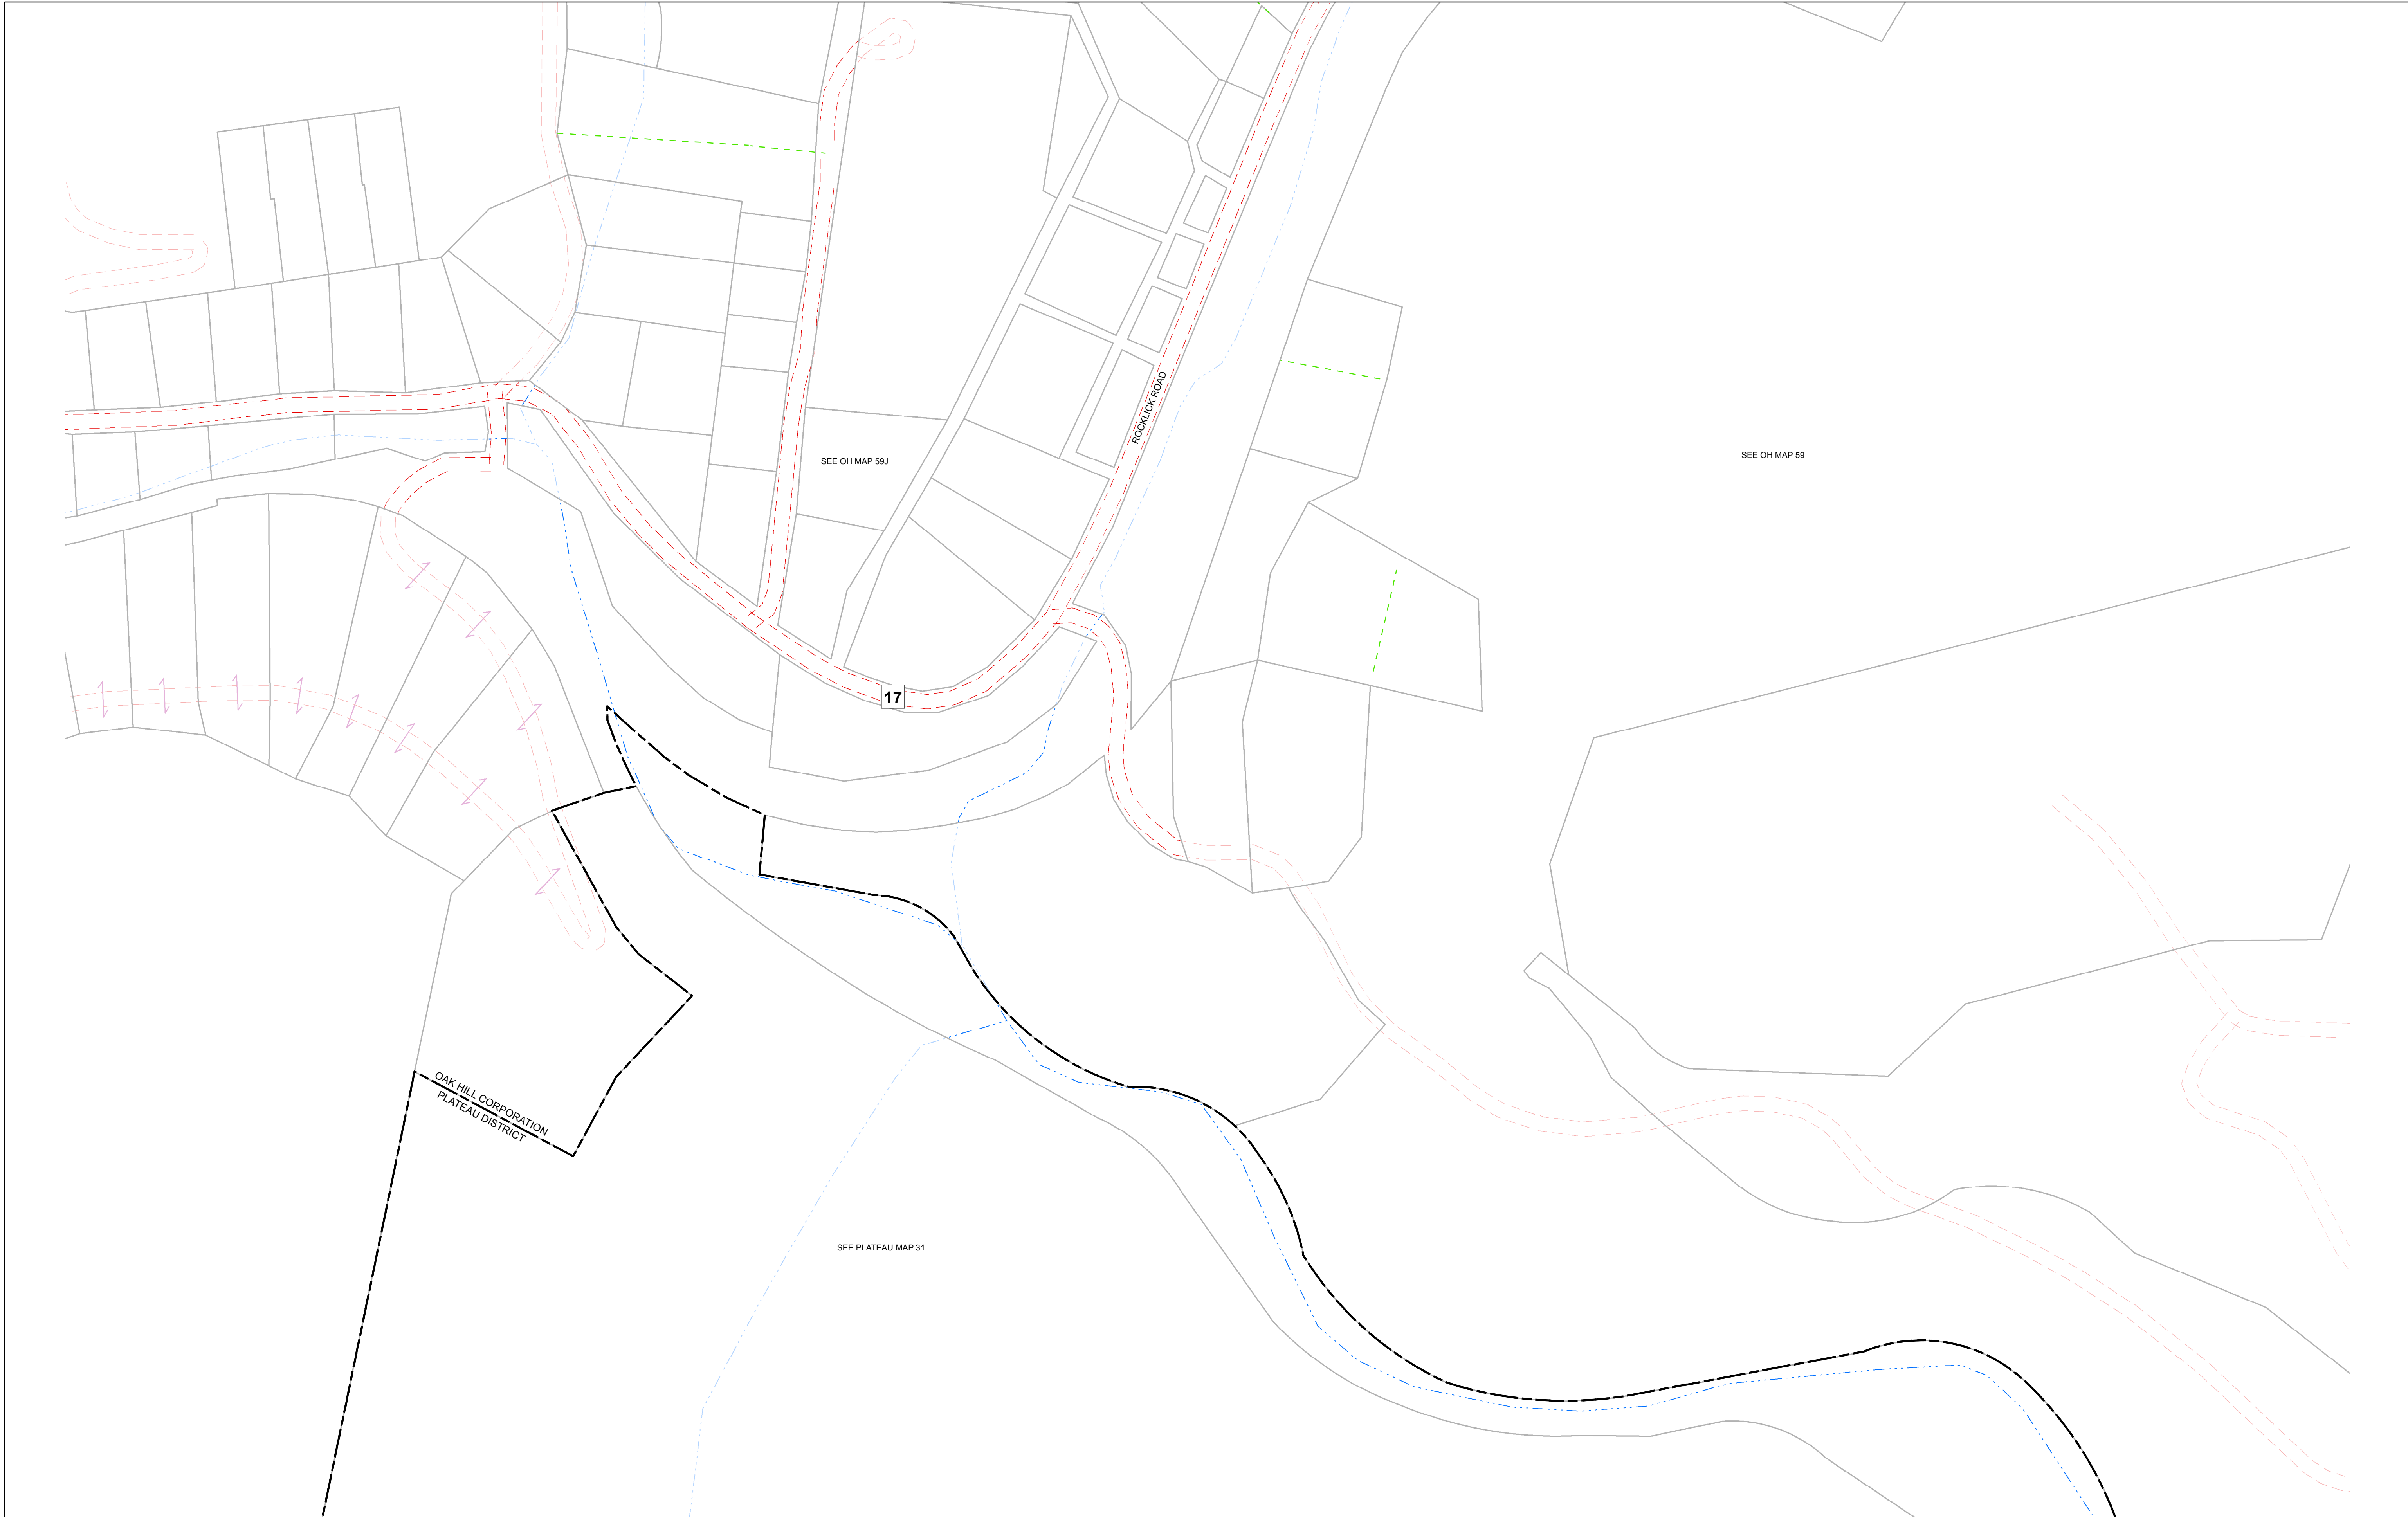 ROCKLICK ROAD
SEE OH MAP 59J
SEE OH MAP 59
17
OAK HILL CORPORATION
PLATEAU DISTRICT
SEE PLATEAU MAP 31